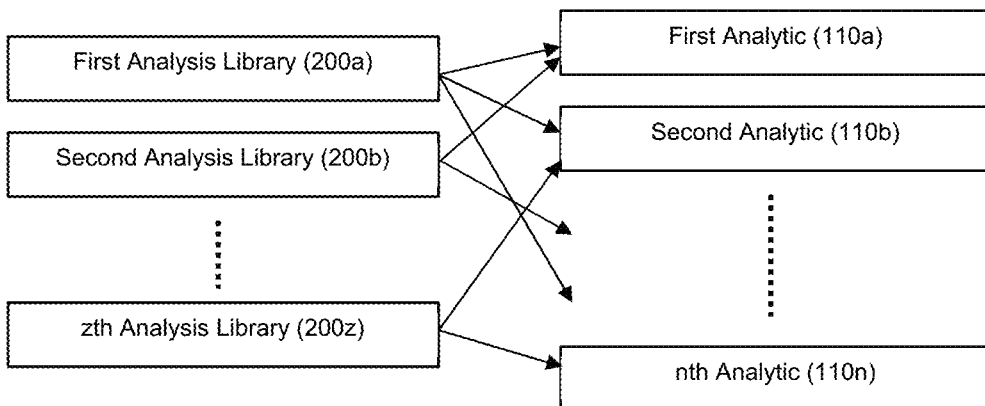 First Analysis Library (200a)
Second Analysis Library (200b)
zth Analysis Library (200z)
First Analytic (110a)
Second Analytic (110b)
nth Analytic (110n)